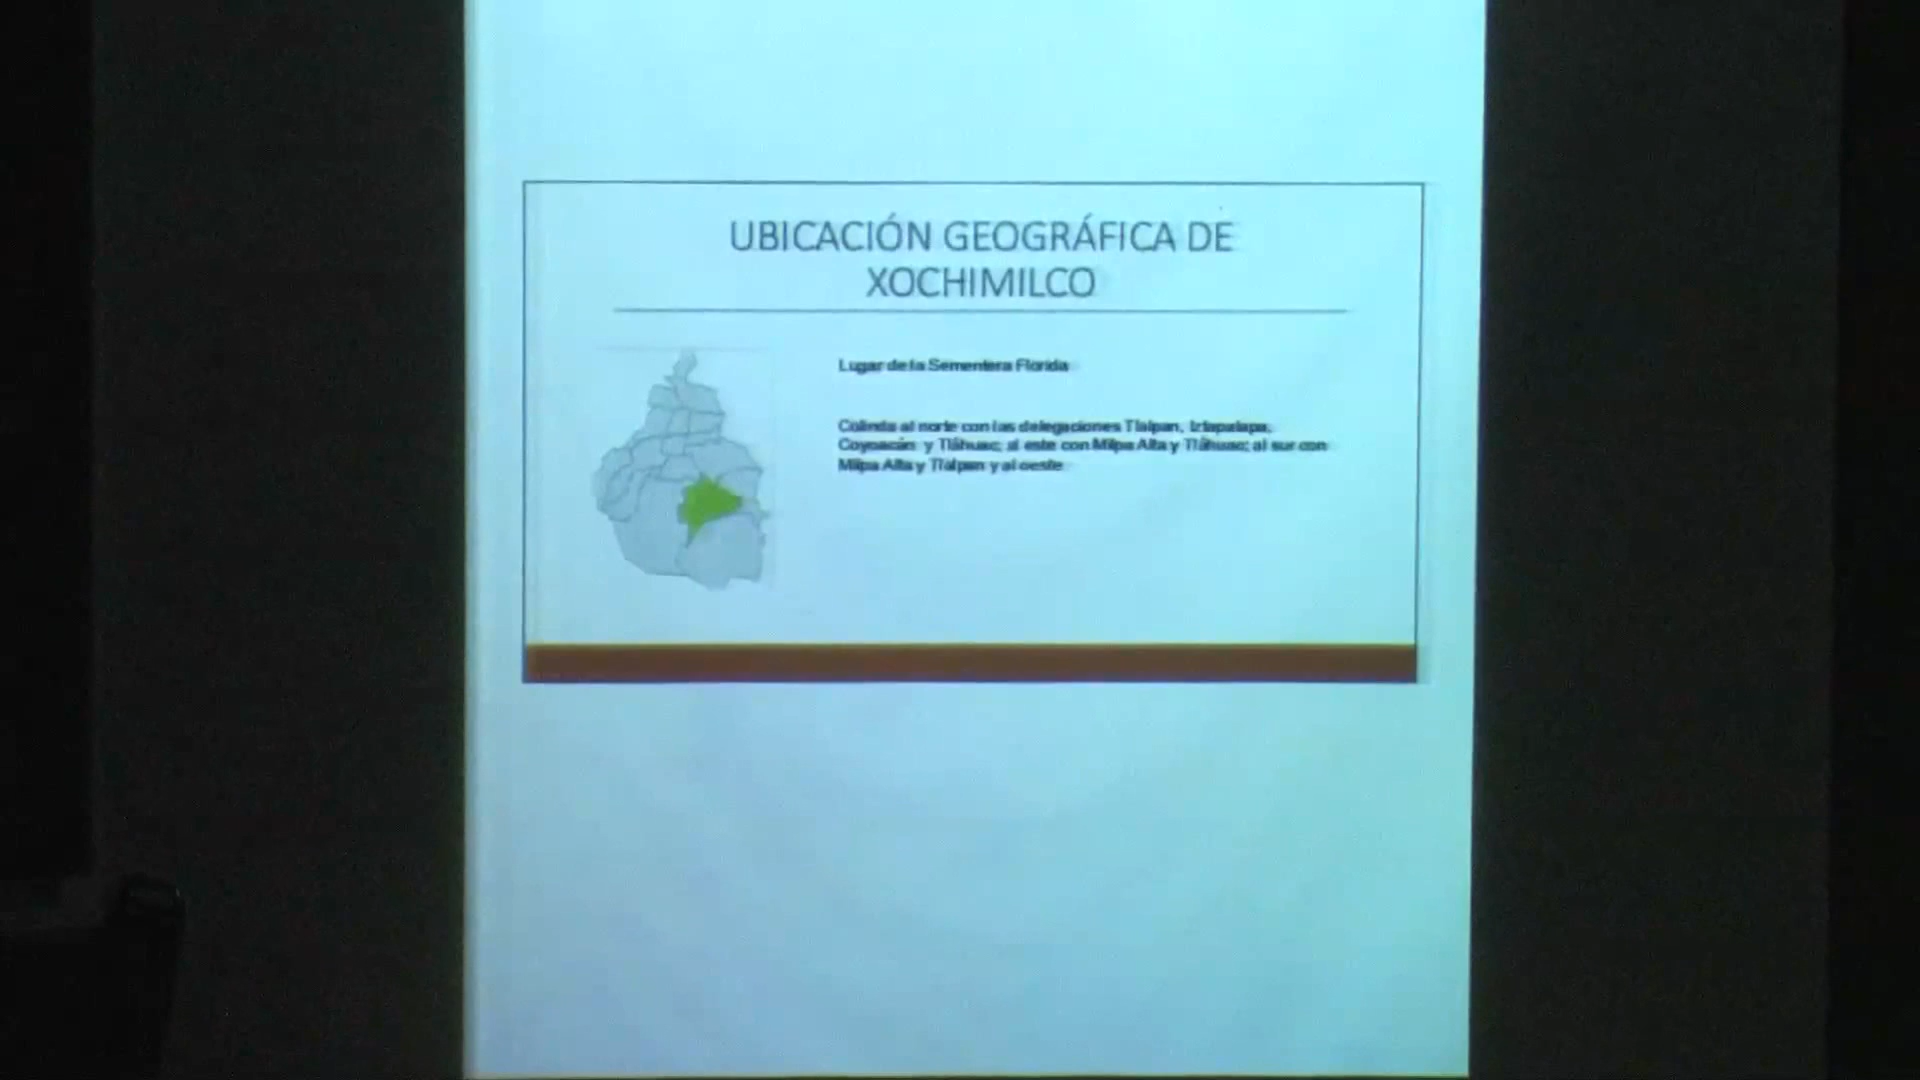 UBICACIÓN GEOGRÁFICA DE
XOCHIMILCO
Lugar de la Sementera Florida
Colinda al norte con las delegaciones Tlalpan, Iztapalapa,
Coyoacán y Tláhuac; al este con Milpa Alta y Tláhuac; al sur con
Milpa Alta y Tlalpan y al oeste